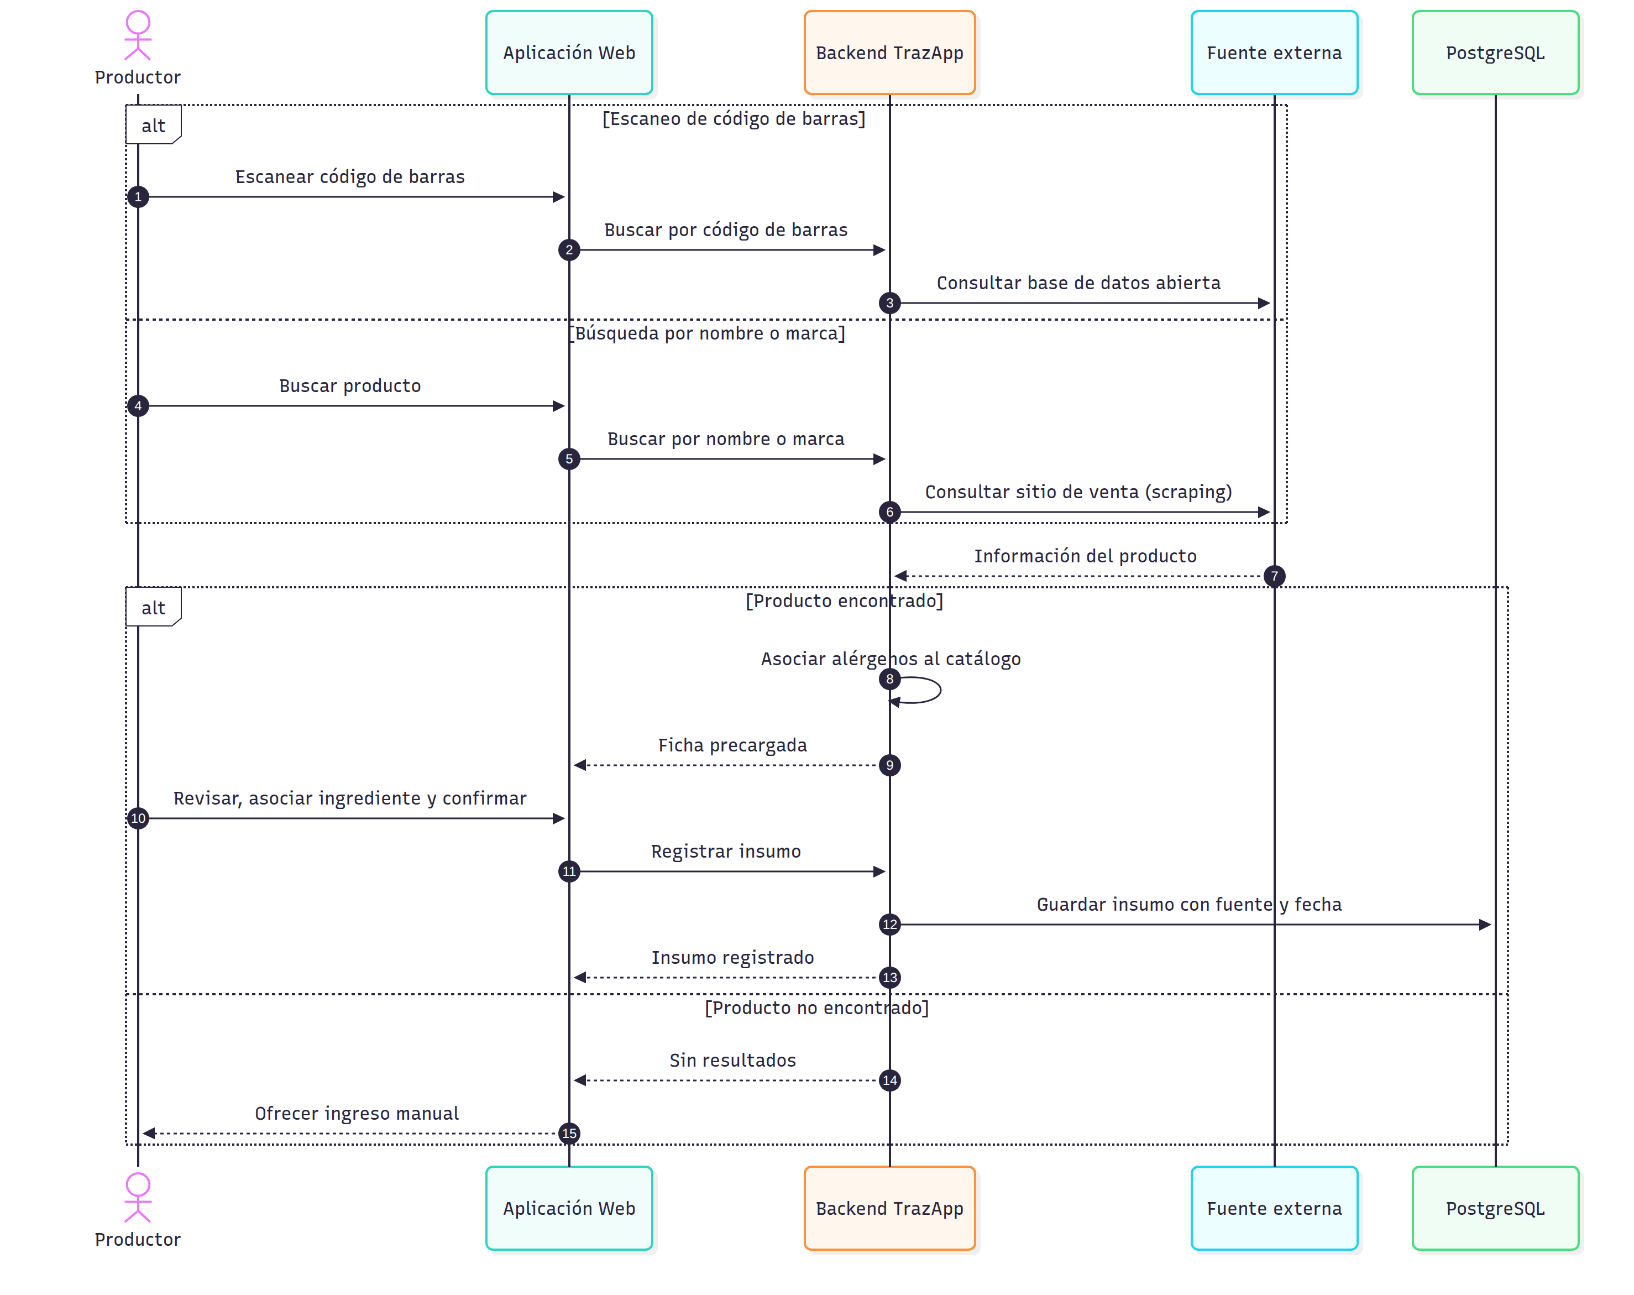 Productor
Aplicación Web
Backend TrazApp
Fuente externa
PostgreSQL
alt
[Escaneo de código de barras]
Escanear código de barras
1
Buscar por código de barras
2
Consultar base de datos abierta
3
[Búsqueda por nombre o marca]
Buscar producto
4
Buscar por nombre o marca
5
Consultar sitio de venta (scraping)
6
Información del producto
7
alt
[Producto encontrado]
Asociar alérgenos al catálogo
8
Ficha precargada
9
Revisar, asociar ingrediente y confirmar
10
Registrar insumo
11
Guardar insumo con fuente y fecha
12
Insumo registrado
13
[Producto no encontrado]
Sin resultados
14
Ofrecer ingreso manual
15
Productor
Aplicación Web
Backend TrazApp
Fuente externa
PostgreSQL